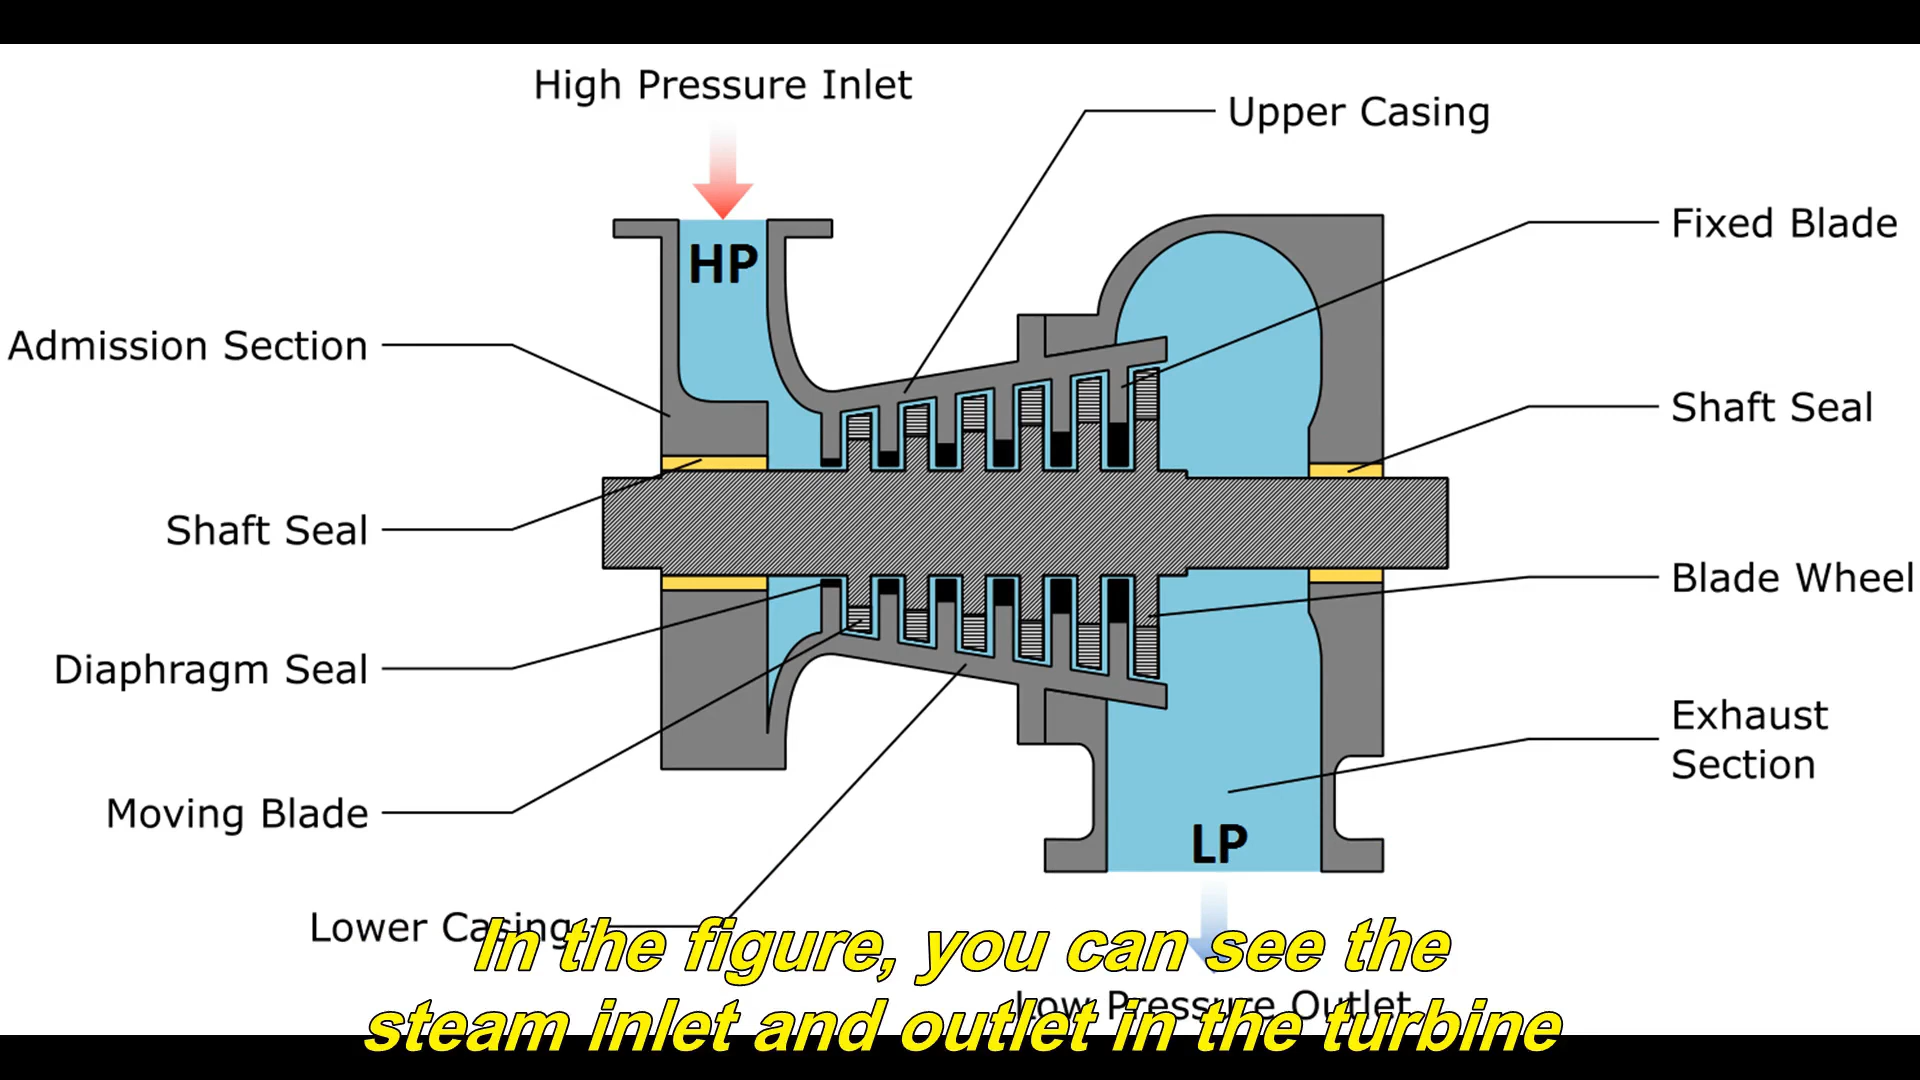 High Pressure Inlet
Upper Casing
Fixed Blade
HP
Admission Section
Shaft Seal
Shaft Seal
Blade Wheel
Diaphragm Seal
Exhaust
Section
Moving Blade
LP
Lower Casing
In the figure, you can see the
Low Pressure Outlet
steam inlet and outlet in the turbine